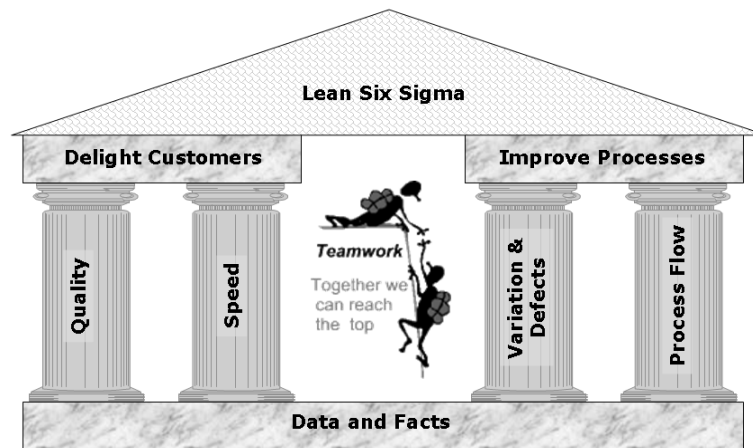 Lean Six Sigma
Delight Customers
Improve Processes
Quality
Speed
Teamwork
Together we
can reach
the top
Variation &
Defects
Process Flow
Data and Facts